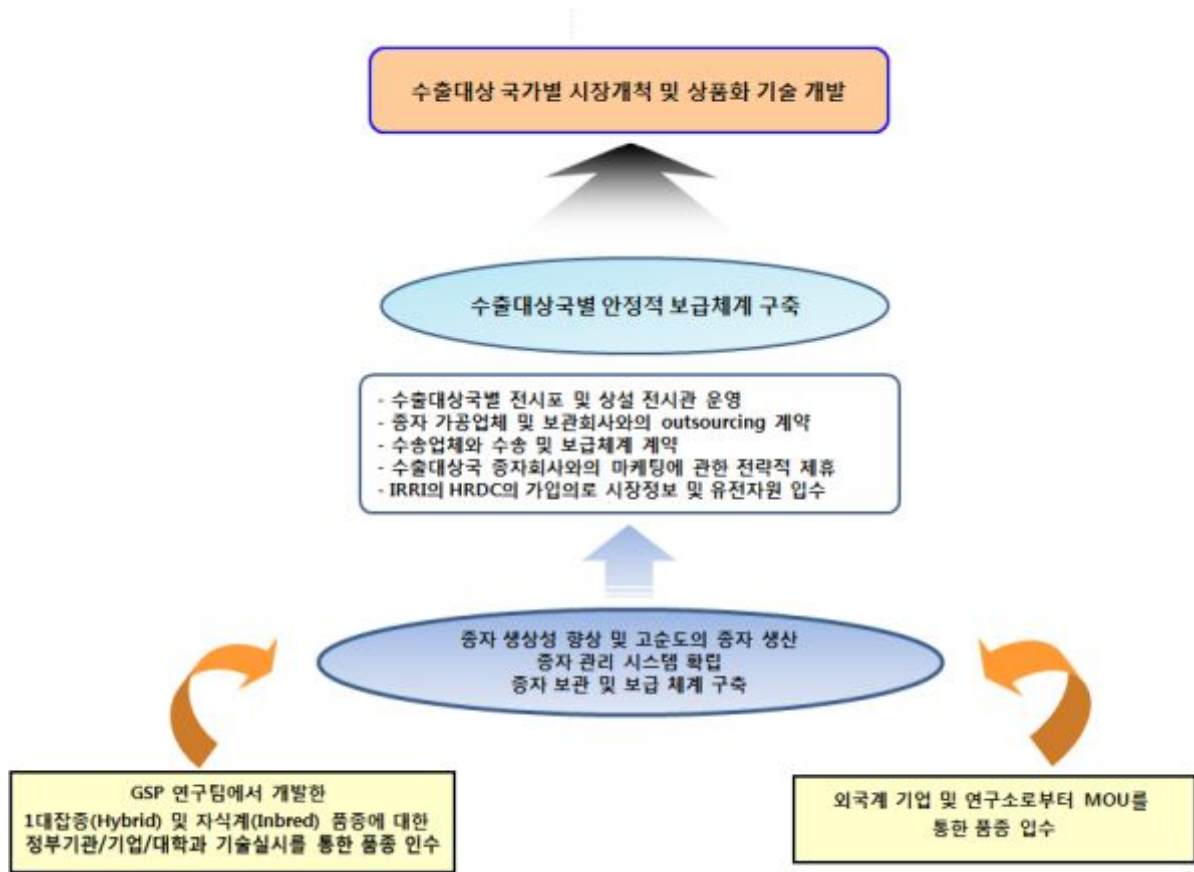 수출대상 국가별 시장개척 및 상품화 기술 개발
수출대상국별 안정적 보급체계 구축
- 수출대상국별 전시포 및 상설 전시관 운영
- 종자 가공업체 및 보관회사와의 outsourcing 계약
- 수송업체와 수송 및 보급체계 계약
- 수출대상국 종자회사와의 마케팅에 관한 전략적 제휴
- IRRI의 HRDC의 가입의로 시장정보 및 유전자원 입수
종자 생상성 향상 및 고순도의 종자 생산
종자 관리 시스템 확립
종자 보관 및 보급 체계 구축
GSP 연구팀에서 개발한
1대잡종(Hybrid) 및 자식계(Inbred) 품종에 대한
정부기관/기업/대학과 기술실시를 통한 품종 인수
외국계 기업 및 연구소로부터 MOU를
통한 품종 입수